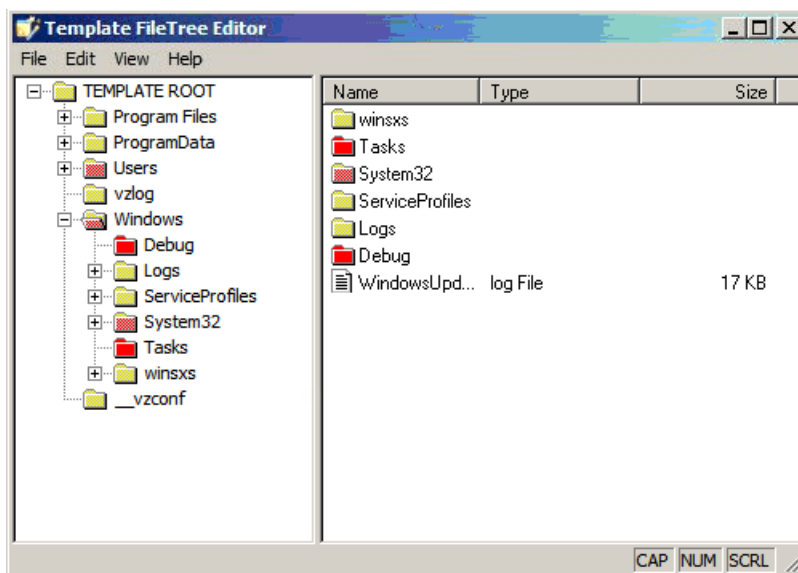 Template FileTree Editor
File Edit View Help
TEMPLATE ROOT
Program Files
ProgramData
Users
vzlog
Windows
Debug
Logs
ServiceProfiles
System32
Tasks
winsxs
__vzconf
Name Type Size
winsxs
Tasks
System32
ServiceProfiles
Logs
Debug
WindowsUpd... log File 17 KB
CAP NUM SCRL